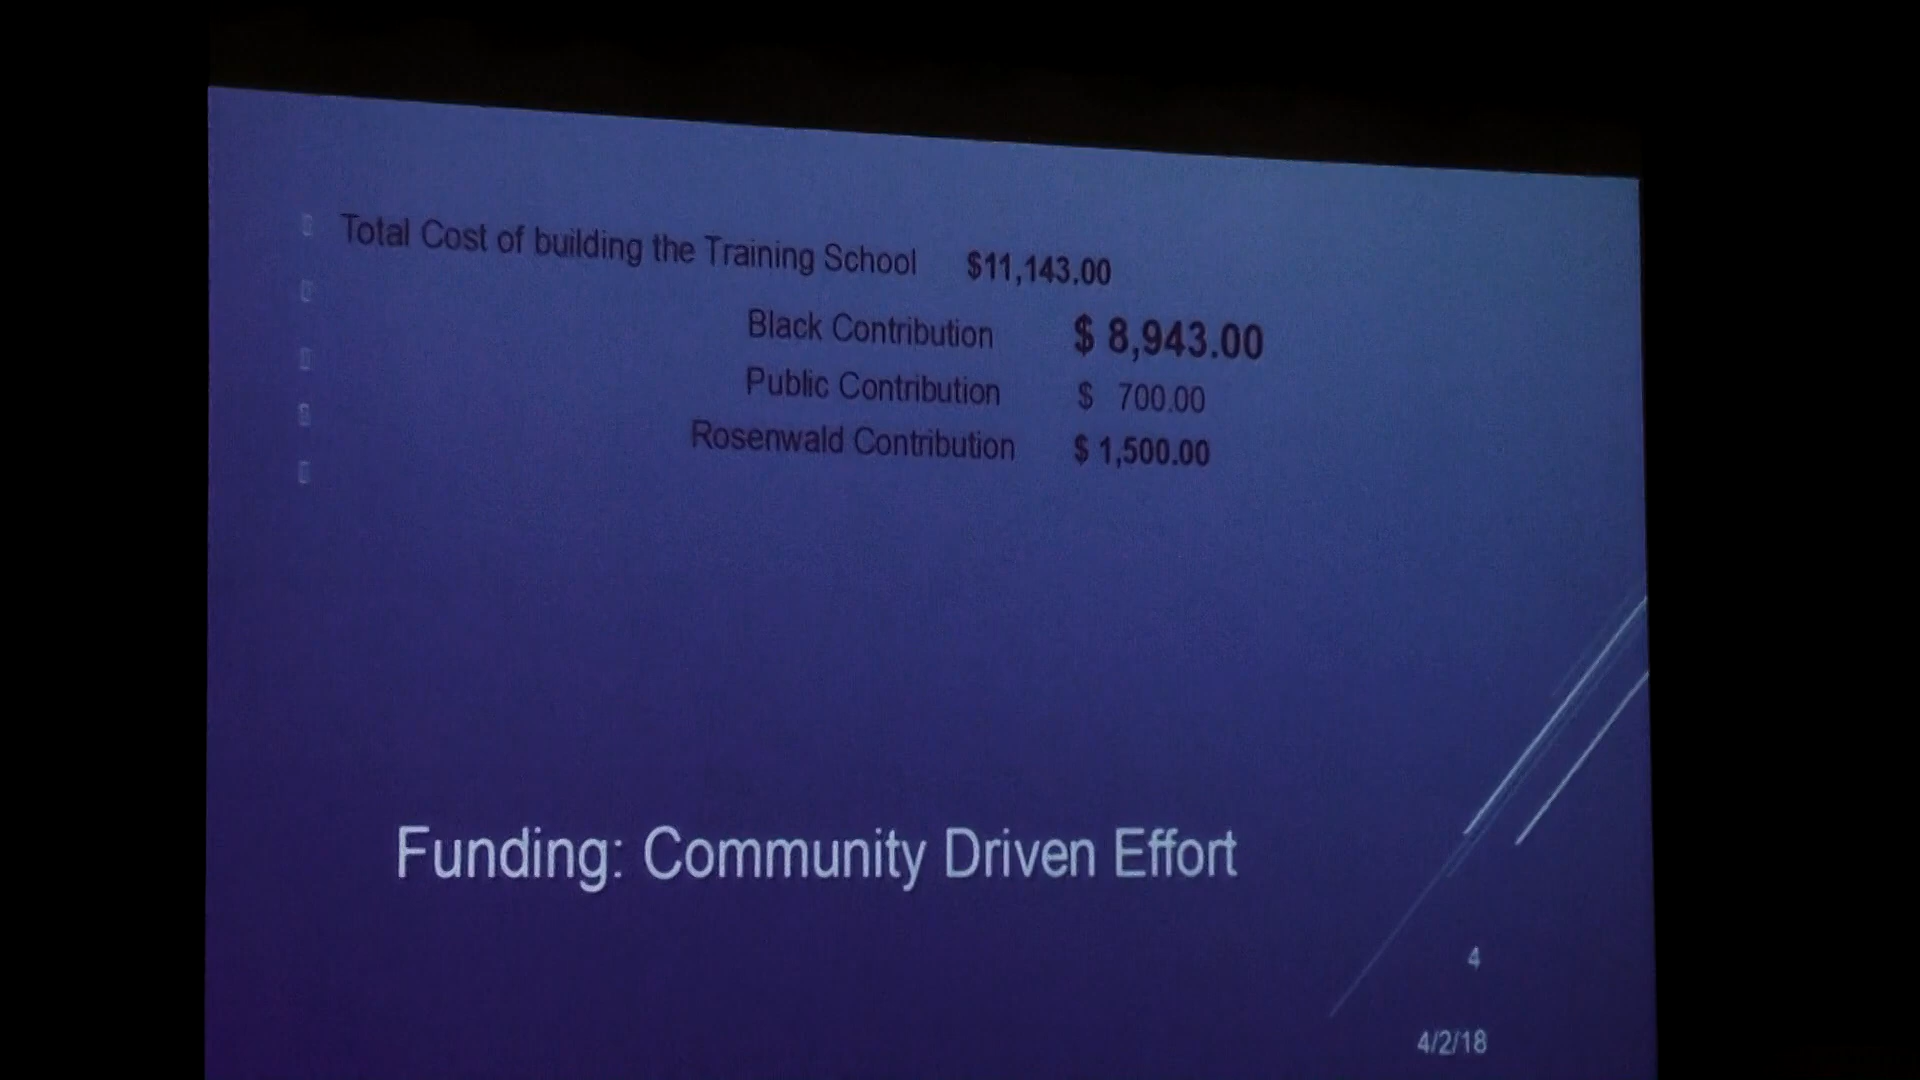 Total Cost of building the Training School $11,143.00
Black Contribution $ 8,943.00
Public Contribution $ 700.00
Rosenwald Contribution $ 1,500.00
Funding: Community Driven Effort
4
4/2/18